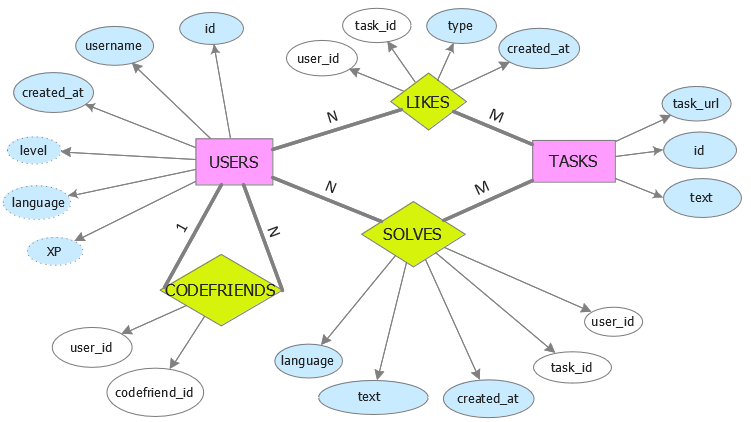 id
task_id
type
username
user_id
created_at
created_at
LIKES
task_url
N
M
level
USERS
TASKS
id
language
N
M
text
1
N
SOLVES
XP
CODEFRIENDS
user_id
user_id
language
task_id
codefriend_id
text
created_at